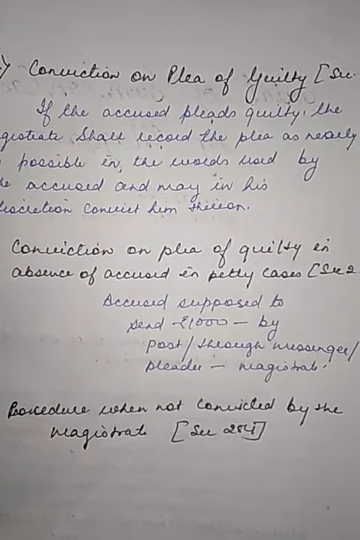 ) Conviction on Plea of Guilty [Sec.
If the accused pleads guilty, the
gistrate shall record the plea as nearly
possible in, the words used by
he accused and may in his
discretion convict him thereon.
Conviction on plea of guilty in
absence of accused in petty cases [Sec 2
Accused supposed to
send ₹1000 – by
post/through messenger/
pleader – magistrate.
Procedure when not convicted by the
magistrate [Sec 254]